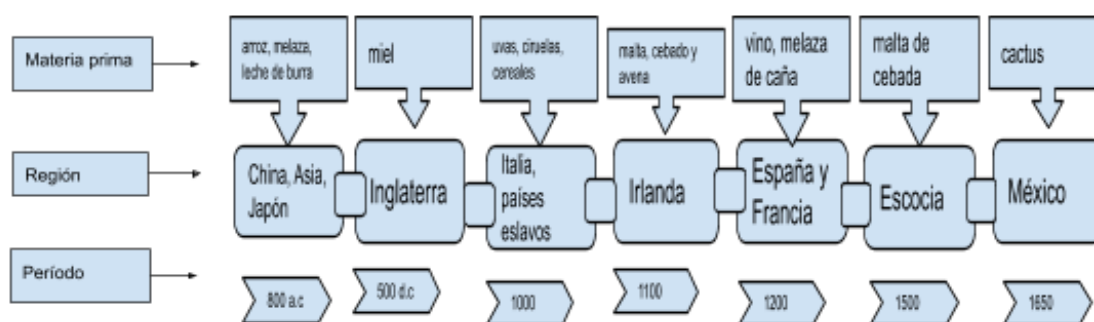 Materia prima
arroz, melaza,
leche de burra
miel
uvas, ciruelas,
cereales
malta, cebado y
avena
vino, melaza
de caña
malta de
cebada
cactus
Región
China, Asia,
Japón
Inglaterra
Italia,
países
eslavos
Irlanda
España y
Francia
Escocia
México
Período
800 a.c
500 d.c
1000
1100
1200
1500
1650